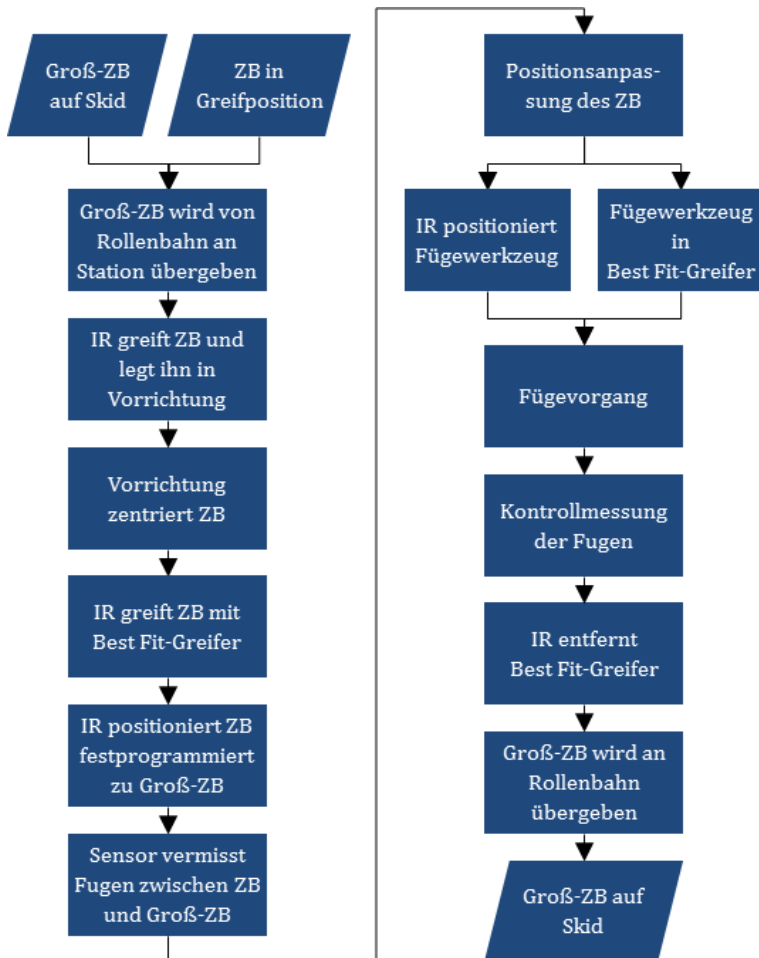 Groß-ZB
auf Skid
ZB in
Greifposition
Groß-ZB wird von
Rollenbahn an
Station übergeben
IR greift ZB und
legt ihn in
Vorrichtung
Vorrichtung
zentriert ZB
IR greift ZB mit
Best Fit-Greifer
IR positioniert ZB
festprogrammiert
zu Groß-ZB
Sensor vermisst
Fugen zwischen ZB
und Groß-ZB
Positionsanpas-
sung des ZB
IR positioniert
Fügewerkzeug
Fügewerkzeug
in
Best Fit-Greifer
Fügevorgang
Kontrollmessung
der Fugen
IR entfernt
Best Fit-Greifer
Groß-ZB wird an
Rollenbahn
übergeben
Groß-ZB auf
Skid